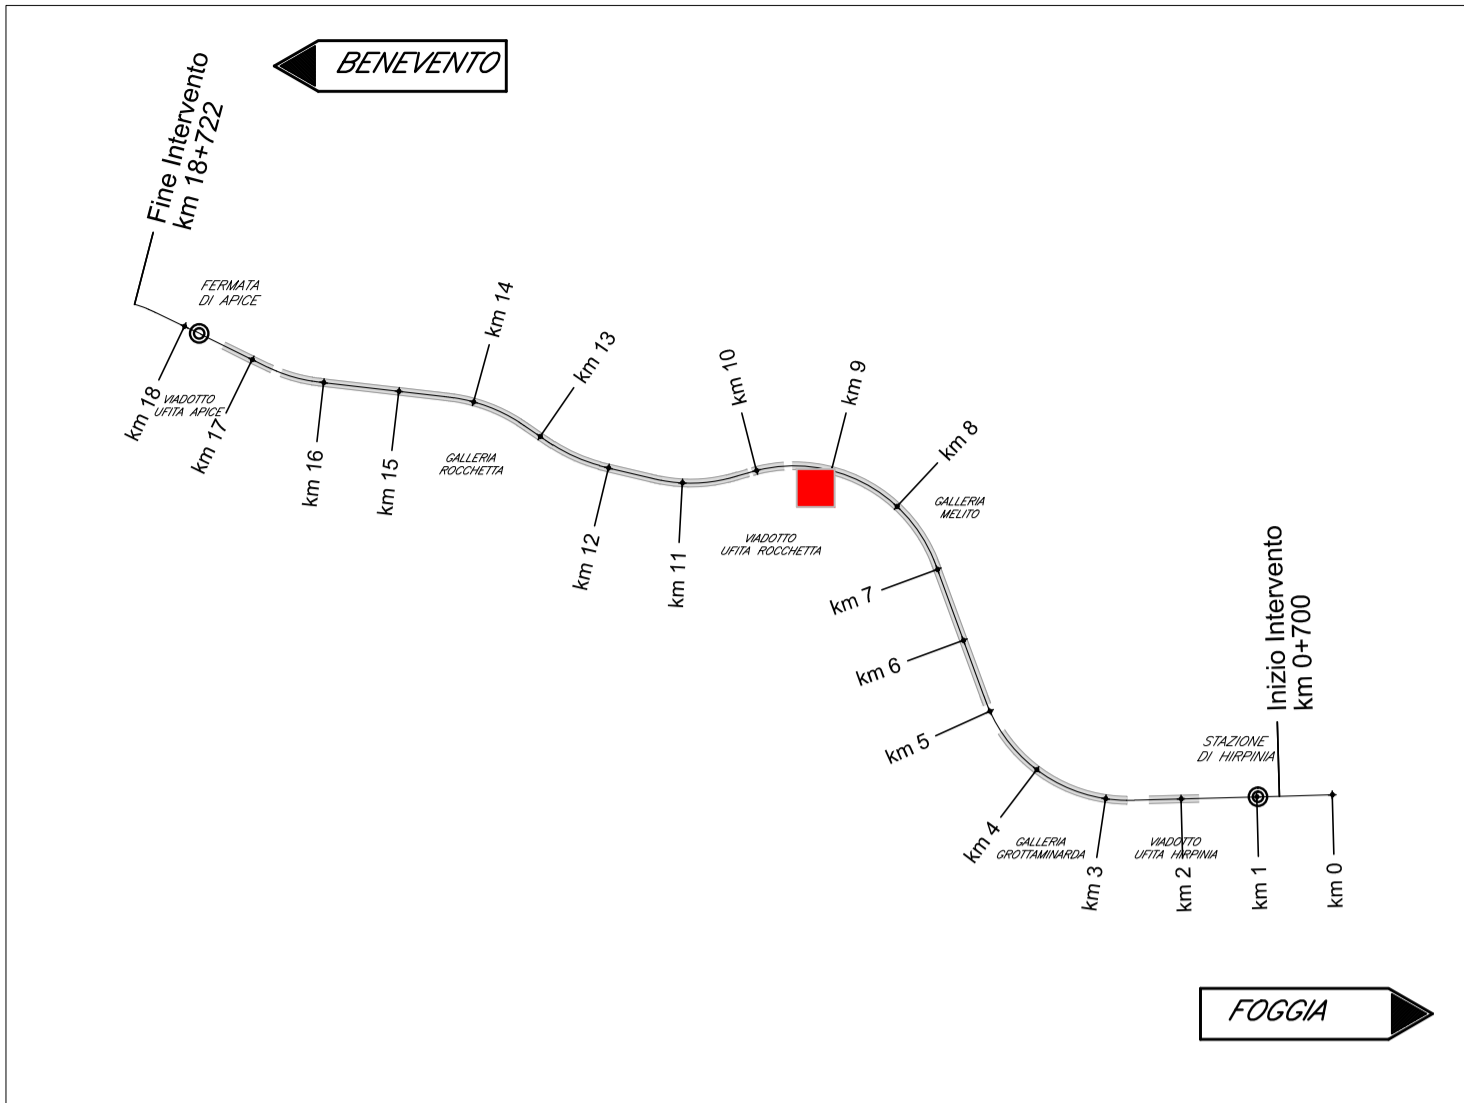 BENEVENTO
Fine Intervento
km 18+722
FERMATA
DI APICE
km 14
km 13
km 10
km 9
km 8
km 18
VIADOTTO
UFITA APICE
km 17
km 16
km 15
GALLERIA
ROCCHETTA
km 12
km 11
VIADOTTO
UFITA ROCCHETTA
GALLERIA
MELITO
km 7
km 6
km 5
Inizio Intervento
km 0+700
STAZIONE
DI HIRPINIA
km 4
GALLERIA
GROTTAMINARDA
km 3
VIADOTTO
UFITA HIRPINIA
km 2
km 1
km 0
FOGGIA